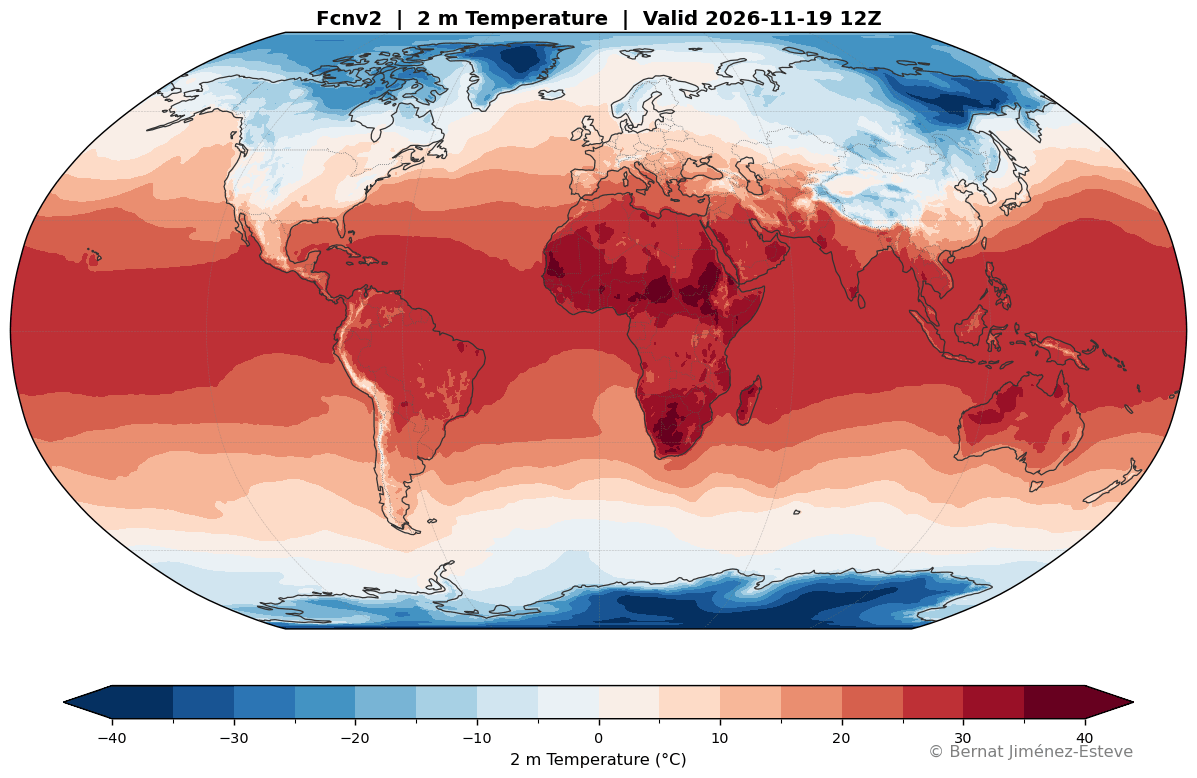 Fcnv2 | 2 m Temperature | Valid 2026-11-19 12Z
−40 −30 −20 −10 0 10 20 30 40
2 m Temperature (°C)
© Bernat Jiménez-Esteve